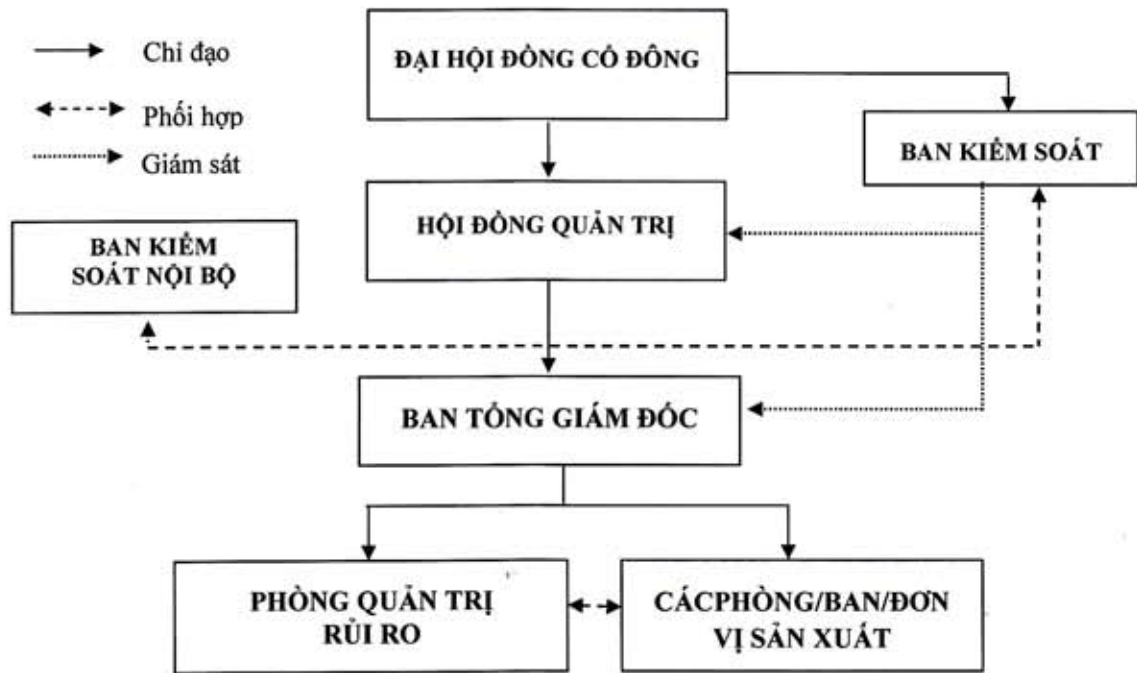 Chỉ đạo
Phối hợp
Giám sát
ĐẠI HỘI ĐỒNG CỔ ĐÔNG
BAN KIỂM SOÁT
HỘI ĐỒNG QUẢN TRỊ
BAN KIỂM
SOÁT NỘI BỘ
BAN TỔNG GIÁM ĐỐC
PHÒNG QUẢN TRỊ
RỦI RO
CÁCPHÒNG/BAN/ĐƠN
VỊ SẢN XUẤT